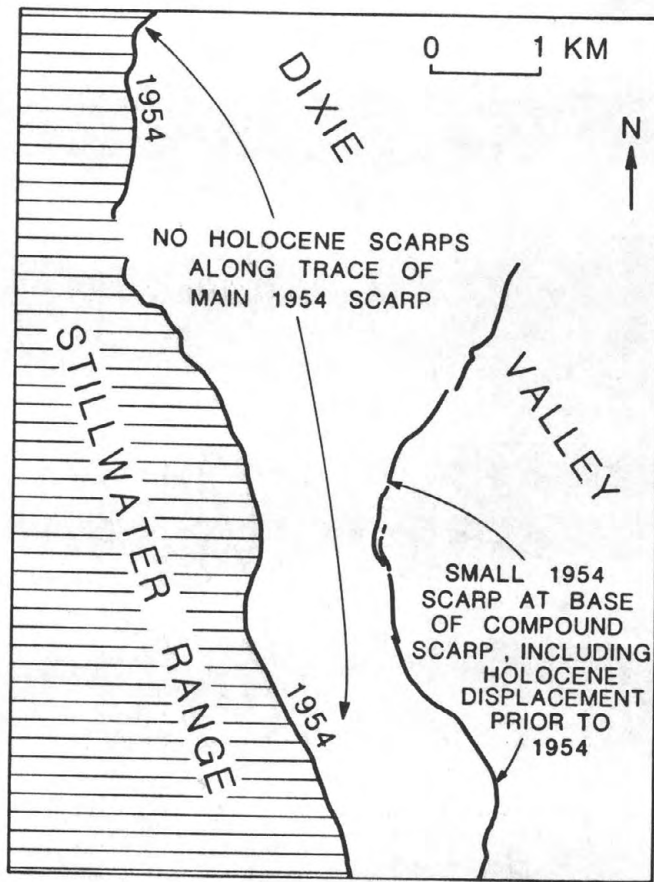 0 1 KM
DIXIE
1954
N
NO HOLOCENE SCARPS
ALONG TRACE OF
MAIN 1954 SCARP
STILLWATER RANGE
VALLEY
SMALL 1954
SCARP AT BASE
OF COMPOUND
SCARP, INCLUDING
HOLOCENE
DISPLACEMENT
PRIOR TO
1954
1954